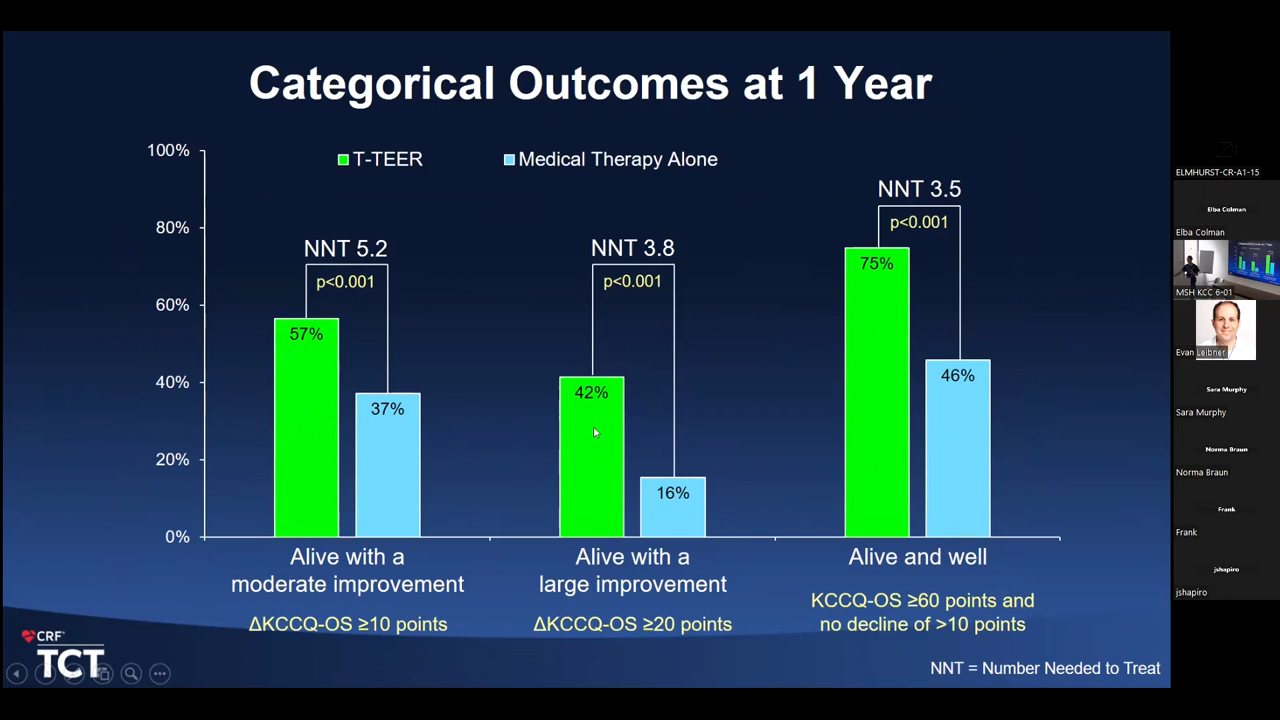 Categorical Outcomes at 1 Year
100%
80%
60%
40%
20%
0%
T-TEER
Medical Therapy Alone
NNT 5.2
p<0.001
57%
37%
NNT 3.8
p<0.001
42%
16%
NNT 3.5
p<0.001
75%
46%
Alive with a
moderate improvement
ΔKCCQ-OS ≥10 points
Alive with a
large improvement
ΔKCCQ-OS ≥20 points
Alive and well
KCCQ-OS ≥60 points and
no decline of >10 points
CRF
TCT
NNT = Number Needed to Treat
ELMHURST-CR-A1-15
Elba Colman
Elba Colman
MSH KCC 6-01
Evan Leibner
Sara Murphy
Sara Murphy
Norma Braun
Norma Braun
Frank
Frank
jshapiro
jshapiro